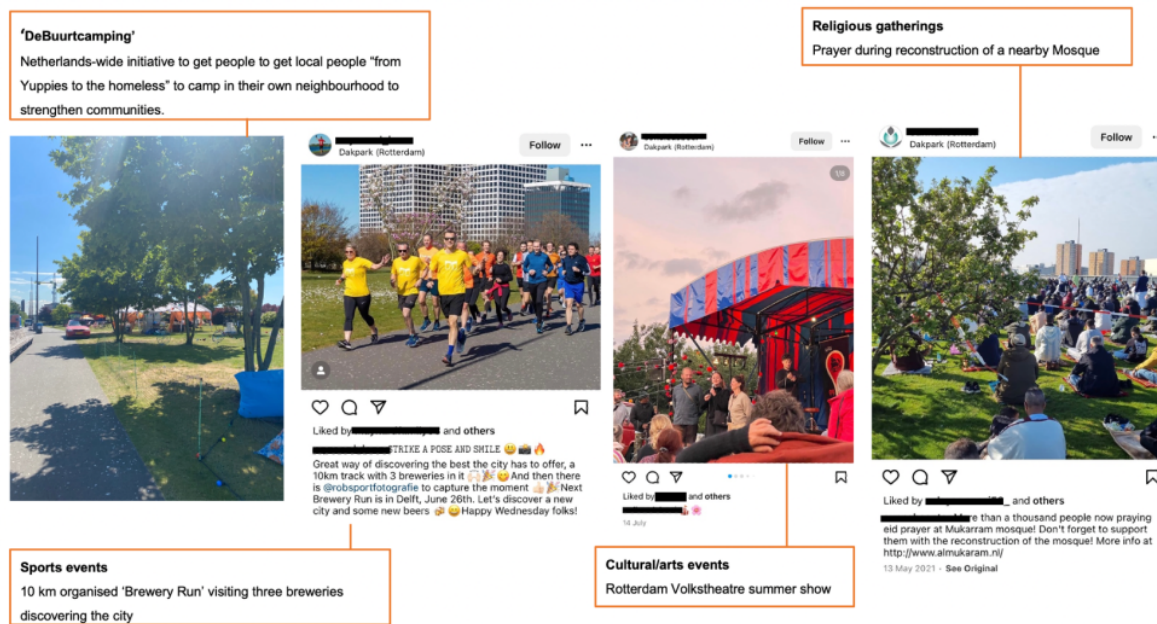 'DeBuurtcamping'
Netherlands-wide initiative to get people to get local people "from
Yuppies to the homeless" to camp in their own neighbourhood to
strengthen communities.
Religious gatherings
Prayer during reconstruction of a nearby Mosque
Dakpark (Rotterdam)
Follow
Liked by and others
STRIKE A POSE AND SMILE 😃📸🔥
Great way of discovering the best the city has to offer, a
10km track with 3 breweries in it 🎉😋And then there
is @robsportfotografie to capture the moment 👍🏻🎉Next
Brewery Run is in Delft, June 26th. Let's discover a new
city and some new beers 🍻😋Happy Wednesday folks!
Dakpark (Rotterdam)
Follow
1/9
Liked by and others
14 July
Dakpark (Rotterdam)
Follow
Liked by _ and others
than a thousand people now praying
eid prayer at Mukarram mosque! Don't forget to support
them with the reconstruction of the mosque! More info at
http://www.almukaram.nl/
13 May 2021 • See Original
Sports events
10 km organised 'Brewery Run' visiting three breweries
discovering the city
Cultural/arts events
Rotterdam Volkstheatre summer show